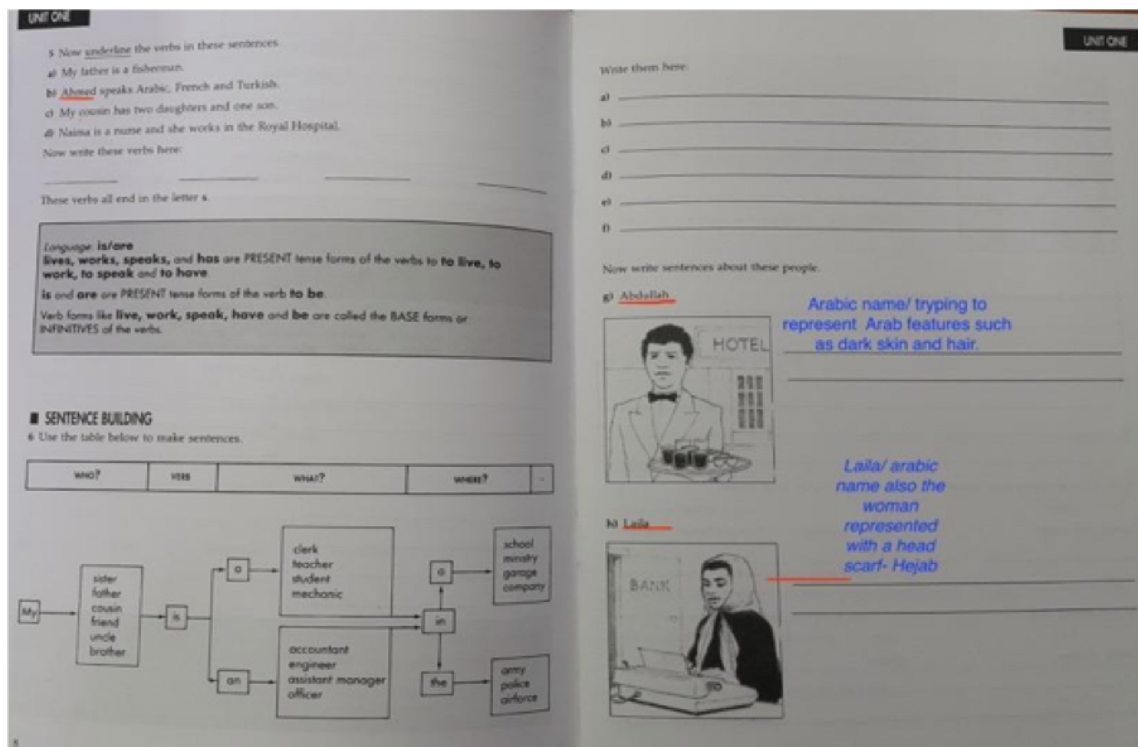 UNIT ONE
5 Now underline the verbs in these sentences.
a) My father is a fisherman.
b) Ahmed speaks Arabic, French and Turkish.
c) My cousin has two daughters and one son.
d) Naima is a nurse and she works in the Royal Hospital.
Now write these verbs here:
These verbs all end in the letter s.
Language: is/are
lives, works, speaks, and has are PRESENT tense forms of the verbs to to live, to
work, to speak and to have.
is and are are PRESENT tense forms of the verb to be.
Verb forms like live, work, speak, have and be are called the BASE forms or
INFINITIVES of the verbs.
■ SENTENCE BUILDING
6 Use the table below to make sentences.
WHO? VERB WHAT? WHERE? .
My
sister
father
cousin
friend
uncle
brother
is
a
an
clerk
teacher
student
mechanic
accountant
engineer
assistant manager
officer
in
a
the
school
ministry
garage
company
army
police
airforce
8
UNIT ONE
Write them here:
a)
b)
c)
d)
e)
f)
Now write sentences about these people.
g) Abdullah
HOTEL
Arabic name/ tryping to
represent Arab features such
as dark skin and hair.
h) Laila
BANK
Laila/ arabic
name also the
woman
represented
with a head
scarf- Hejab